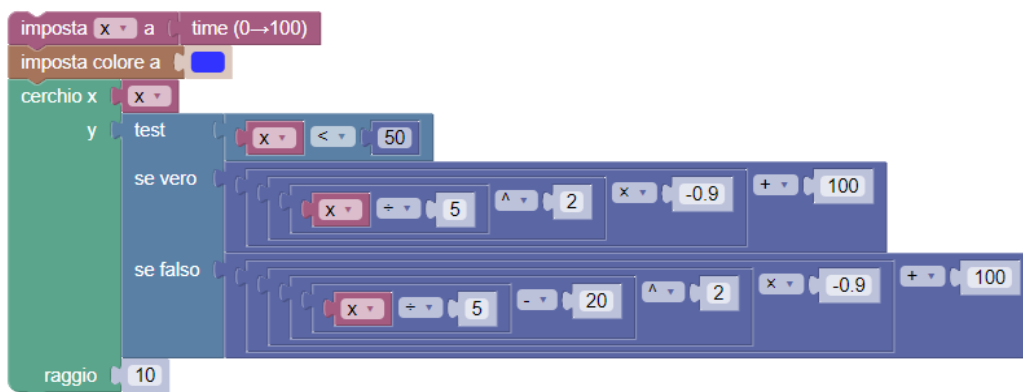 imposta x a time (0→100)
imposta colore a
cerchio x x
y test x < 50
se vero x ÷ 5 ^ 2 × -0.9 + 100
se falso x ÷ 5 - 20 ^ 2 × -0.9 + 100
raggio 10